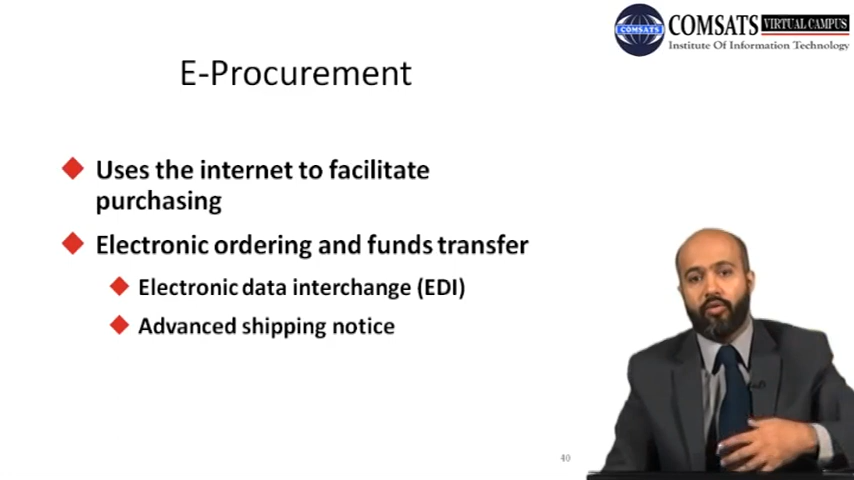 COMSATS VIRTUAL CAMPUS
COMSATS
Institute Of Information Technology
E-Procurement
Uses the internet to facilitate
purchasing
Electronic ordering and funds transfer
Electronic data interchange (EDI)
Advanced shipping notice
40